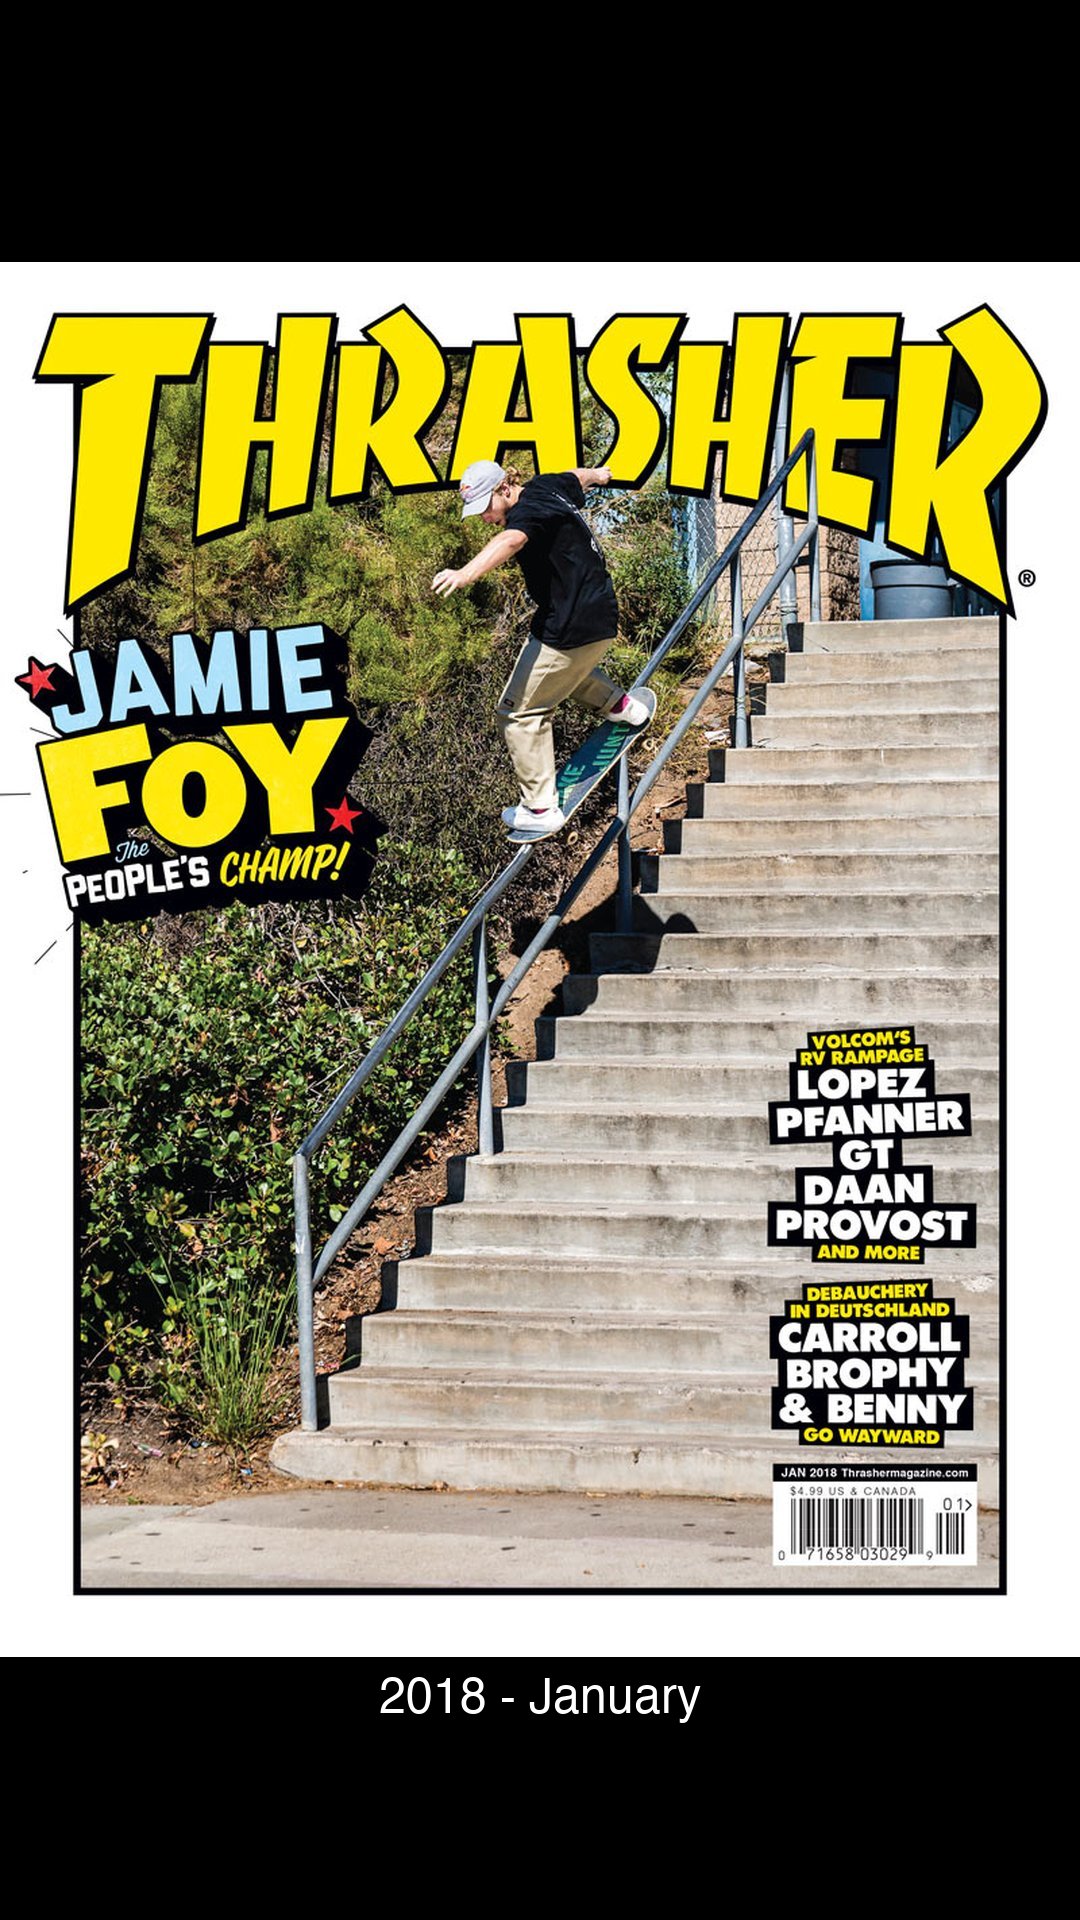 THRASHER
®
JAMIE
FOY
The
PEOPLE'S CHAMP!
VOLCOM'S
RV RAMPAGE
LOPEZ
PFANNER
GT
DAAN
PROVOST
AND MORE
DEBAUCHERY
IN DEUTSCHLAND
CARROLL
BROPHY
& BENNY
GO WAYWARD
JAN 2018 Thrashermagazine.com
$4.99 US & CANADA
01>
0 71658 03029 9
2018 - January